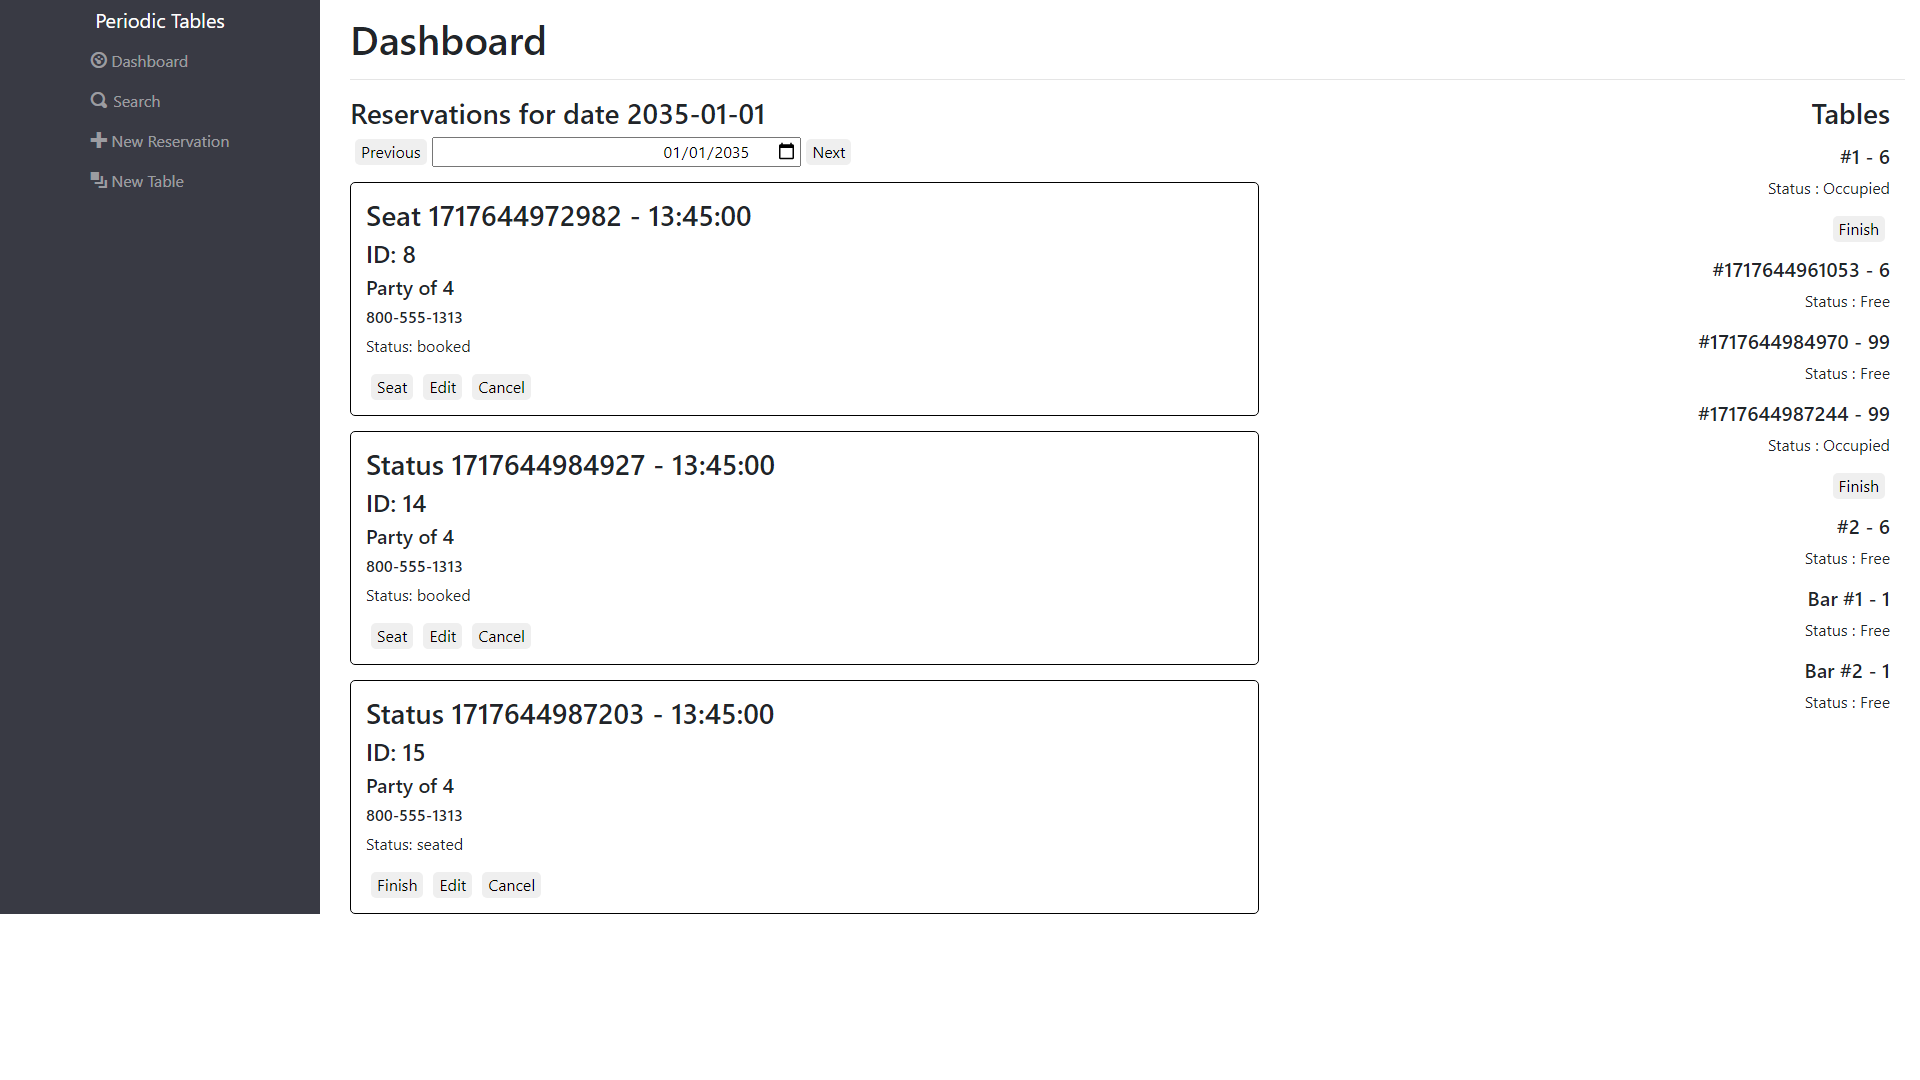 Periodic Tables
Dashboard
Search
New Reservation
New Table
Dashboard
Reservations for date 2035-01-01
Previous 01/01/2035 Next
Seat 1717644972982 - 13:45:00
ID: 8
Party of 4
800-555-1313
Status: booked
Seat Edit Cancel
Status 1717644984927 - 13:45:00
ID: 14
Party of 4
800-555-1313
Status: booked
Seat Edit Cancel
Status 1717644987203 - 13:45:00
ID: 15
Party of 4
800-555-1313
Status: seated
Finish Edit Cancel
Tables
#1 - 6
Status : Occupied
Finish
#1717644961053 - 6
Status : Free
#1717644984970 - 99
Status : Free
#1717644987244 - 99
Status : Occupied
Finish
#2 - 6
Status : Free
Bar #1 - 1
Status : Free
Bar #2 - 1
Status : Free